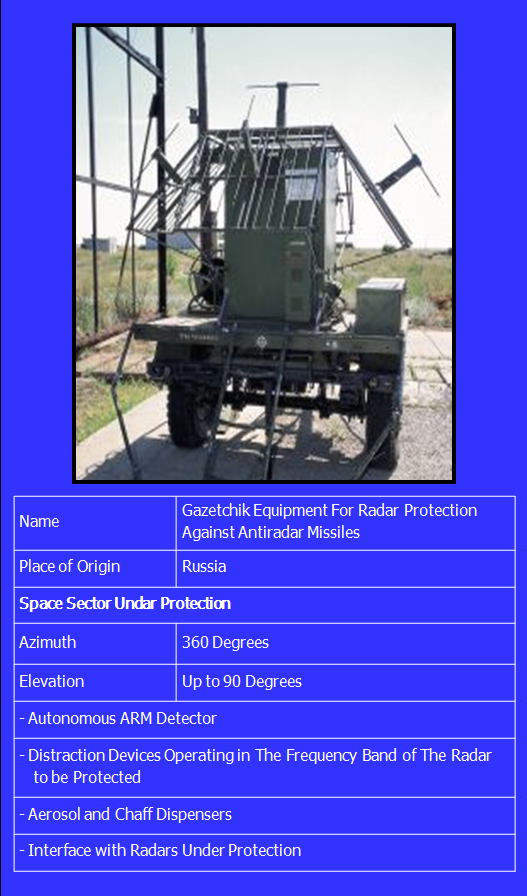 Name
Gazetchik Equipment For Radar Protection
Against Antiradar Missiles
Place of Origin
Russia
Space Sector Undar Protection
Azimuth
360 Degrees
Elevation
Up to 90 Degrees
- Autonomous ARM Detector
- Distraction Devices Operating in The Frequency Band of The Radar
to be Protected
- Aerosol and Chaff Dispensers
- Interface with Radars Under Protection